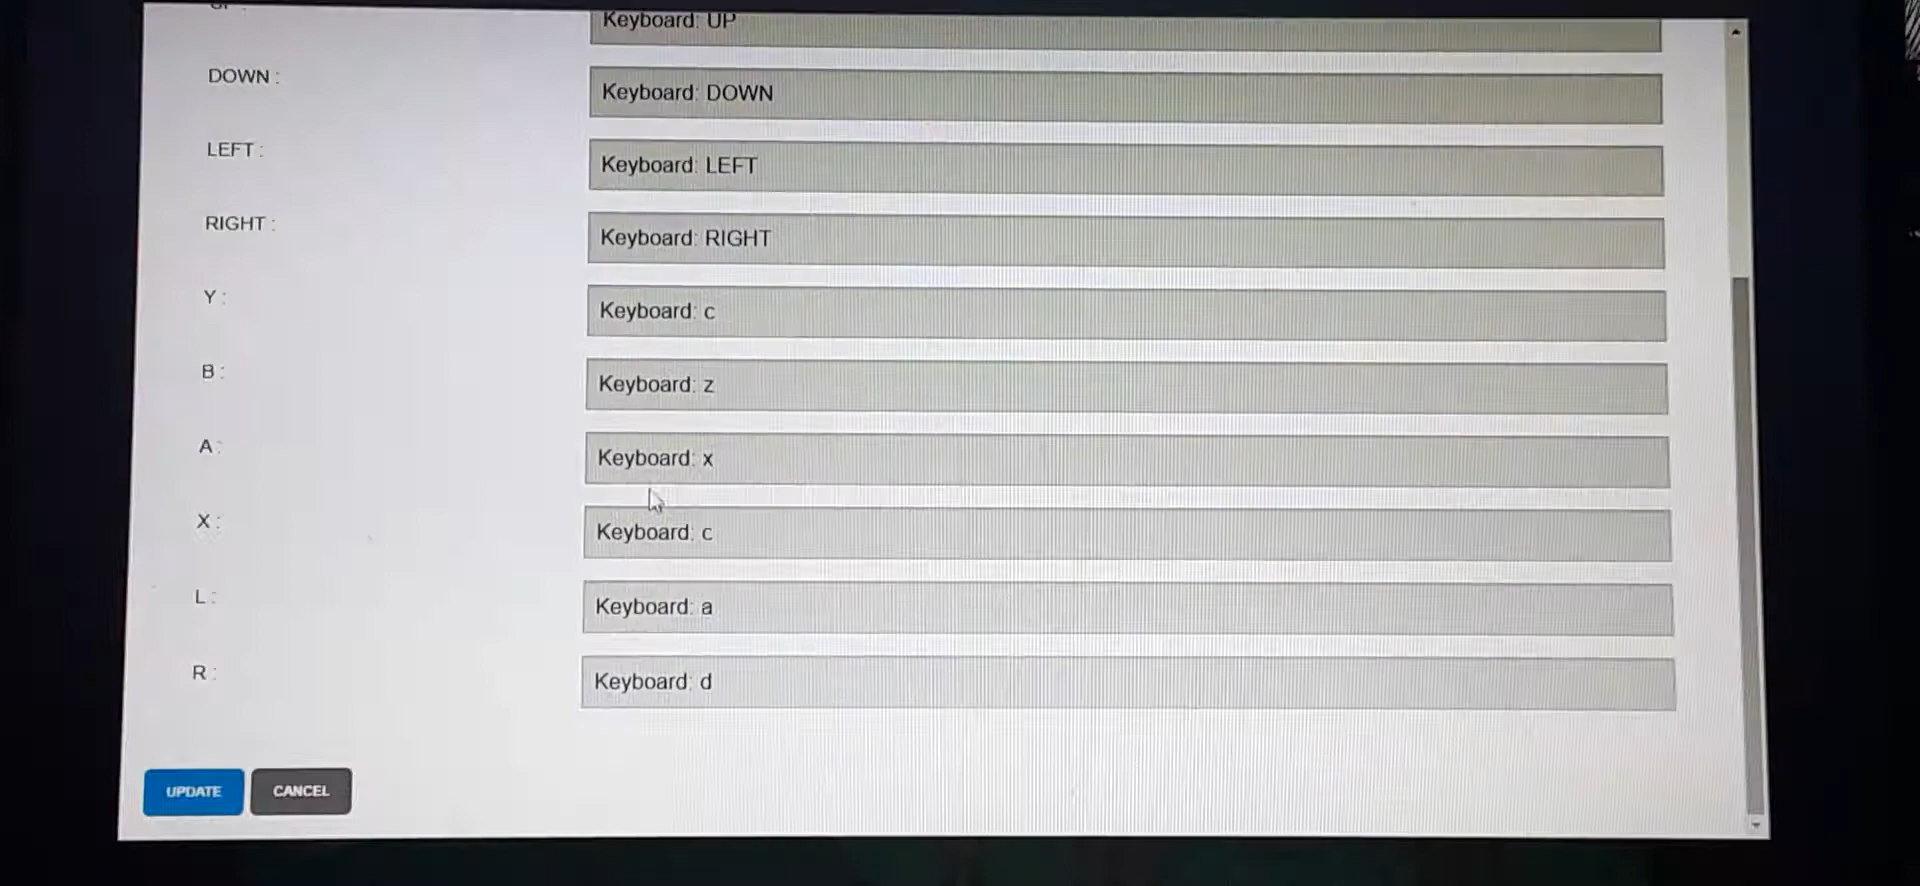 Keyboard: UP
DOWN :
Keyboard: DOWN
LEFT :
Keyboard: LEFT
RIGHT :
Keyboard: RIGHT
Y :
Keyboard: c
B :
Keyboard: z
A :
Keyboard: x
X :
Keyboard: c
L :
Keyboard: a
R :
Keyboard: d
UPDATE CANCEL